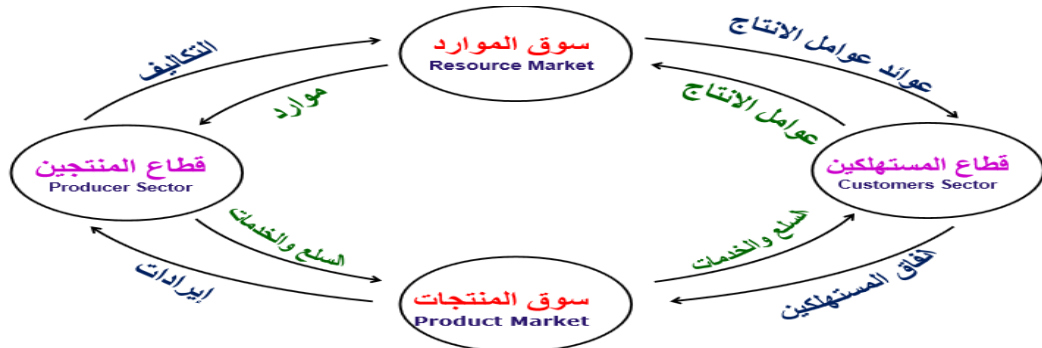 سوق الموارد
Resource Market
التكاليف
عوائد عوامل الانتاج
موارد
عوامل الانتاج
قطاع المنتجين
Producer Sector
قطاع المستهلكين
Customers Sector
السلع والخدمات
السلع والخدمات
إيرادات
انفاق المستهلكين
سوق المنتجات
Product Market